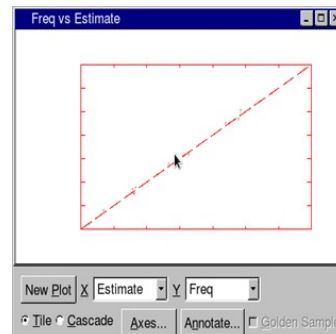 Freq vs Estimate
New Plot X Estimate Y Freq
Tile Cascade Axes... Annotate... Golden Sampl